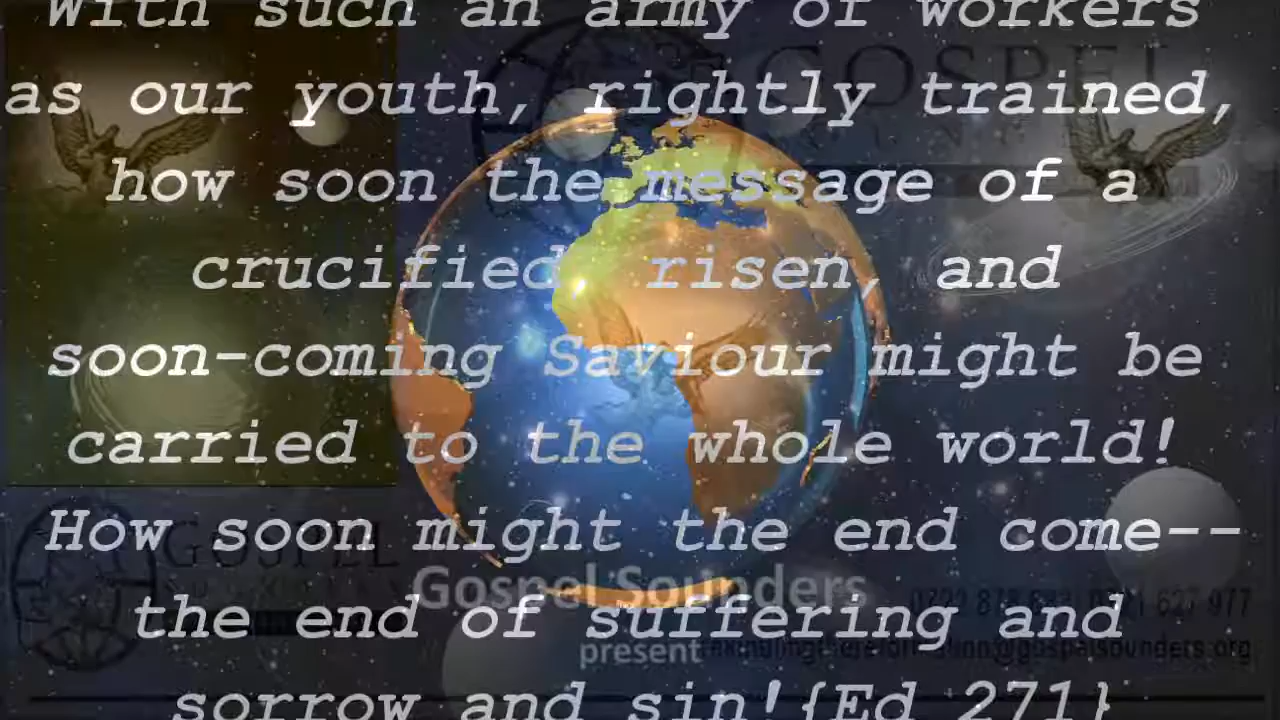 With such an army of workers
as our youth, rightly trained,
how soon the message of a
crucified, risen, and
soon-coming Saviour might be
carried to the whole world!
How soon might the end come--
the end of suffering and
sorrow and sin!{Ed 271}
GOSPEL
GOSPEL
Gospel Sounders
present